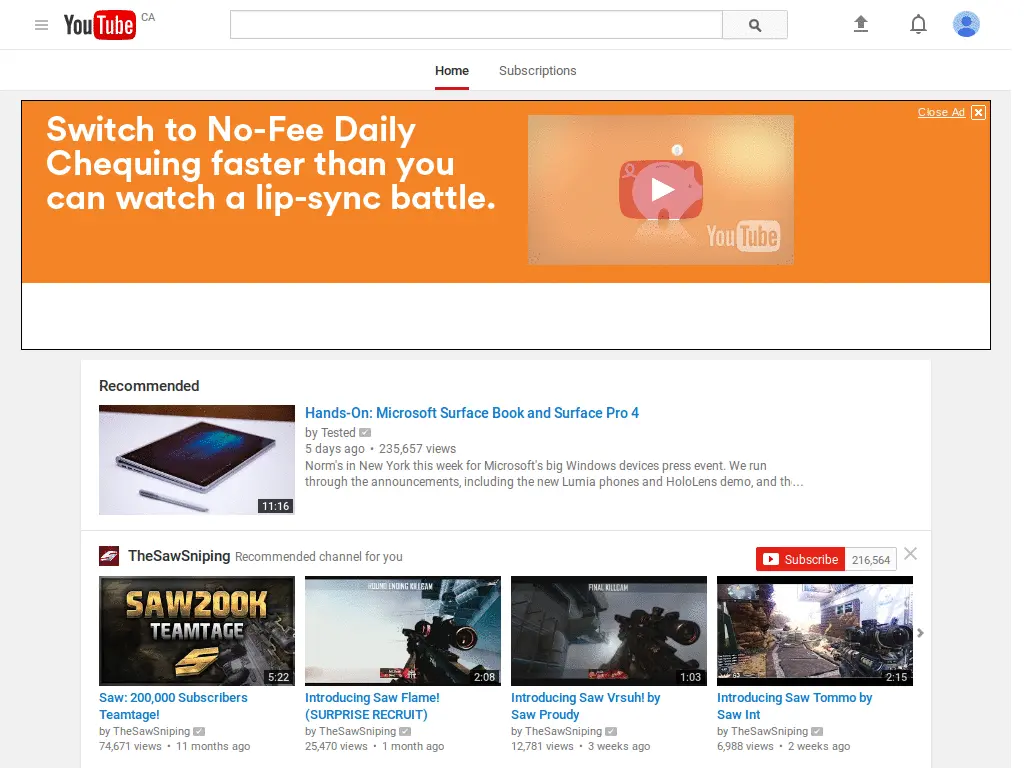 YouTube CA
Home Subscriptions
Close Ad
Switch to No-Fee Daily
Chequing faster than you
can watch a lip-sync battle.
YouTube
Recommended
11:16
Hands-On: Microsoft Surface Book and Surface Pro 4
by Tested
5 days ago • 235,657 views
Norm's in New York this week for Microsoft's big Windows devices press event. We run
through the announcements, including the new Lumia phones and HoloLens demo, and th…
TheSawSniping Recommended channel for you
Subscribe 216,564
SAW200K
TEAMTAGE
5:22
Saw: 200,000 Subscribers
Teamtage!
by TheSawSniping
74,671 views • 11 months ago
ROUND ENDING KILLCAM
2:08
Introducing Saw Flame!
(SURPRISE RECRUIT)
by TheSawSniping
25,470 views • 1 month ago
FINAL KILLCAM
1:03
Introducing Saw Vrsuh! by
Saw Proudy
by TheSawSniping
12,781 views • 3 weeks ago
2:15
Introducing Saw Tommo by
Saw Int
by TheSawSniping
6,988 views • 2 weeks ago